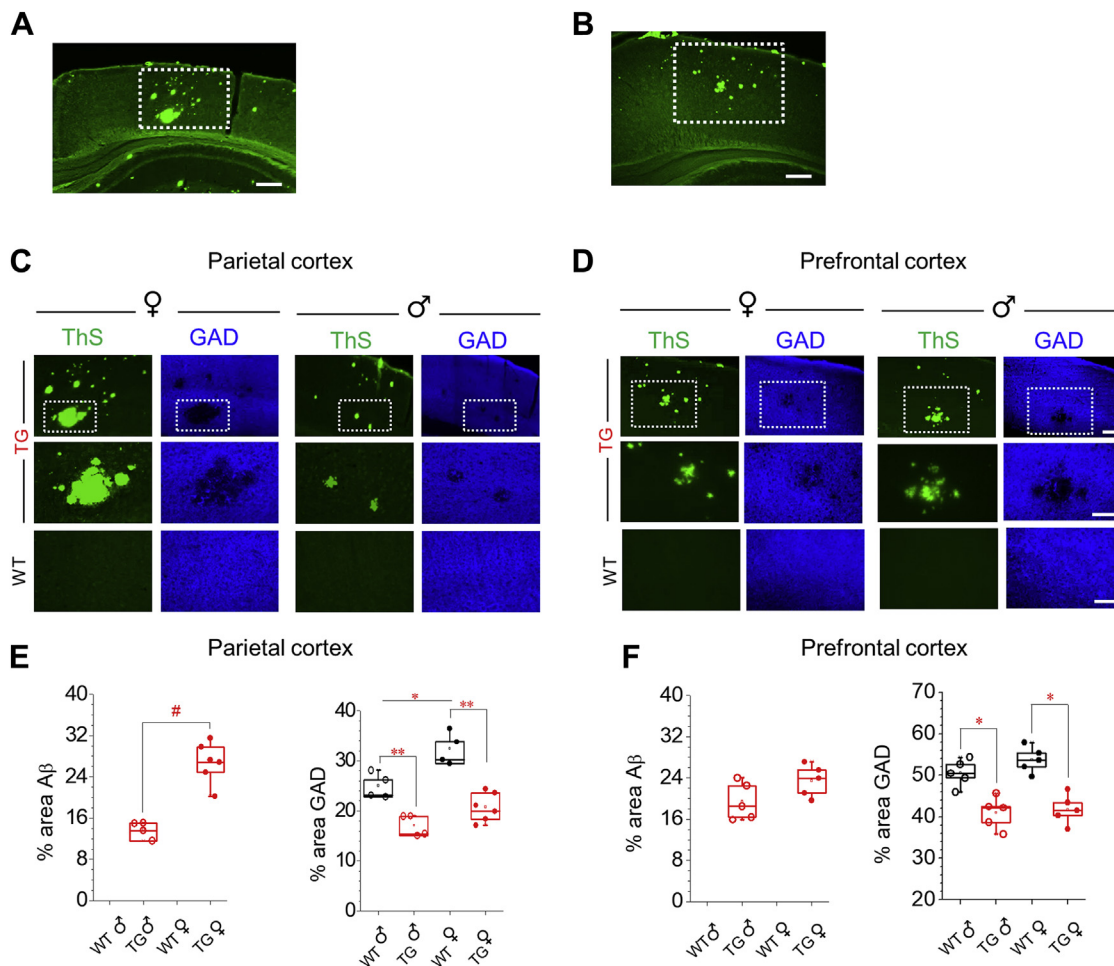 A
B
C Parietal cortex
♀ ♂
ThS GAD ThS GAD
TG
WT
D Prefrontal cortex
♀ ♂
ThS GAD ThS GAD
TG
WT
E Parietal cortex
% area Aβ
40
32
24
16
8
0
#
WT ♂ TG ♂ WT ♀ TG ♀
% area GAD
40
30
20
10
0
* ** **
WT ♂ TG ♂ WT ♀ TG ♀
F Prefrontal cortex
% area Aβ
40
32
24
16
8
0
WT ♂ TG ♂ WT ♀ TG ♀
% area GAD
70
60
50
40
30
20
* *
WT ♂ TG ♂ WT ♀ TG ♀